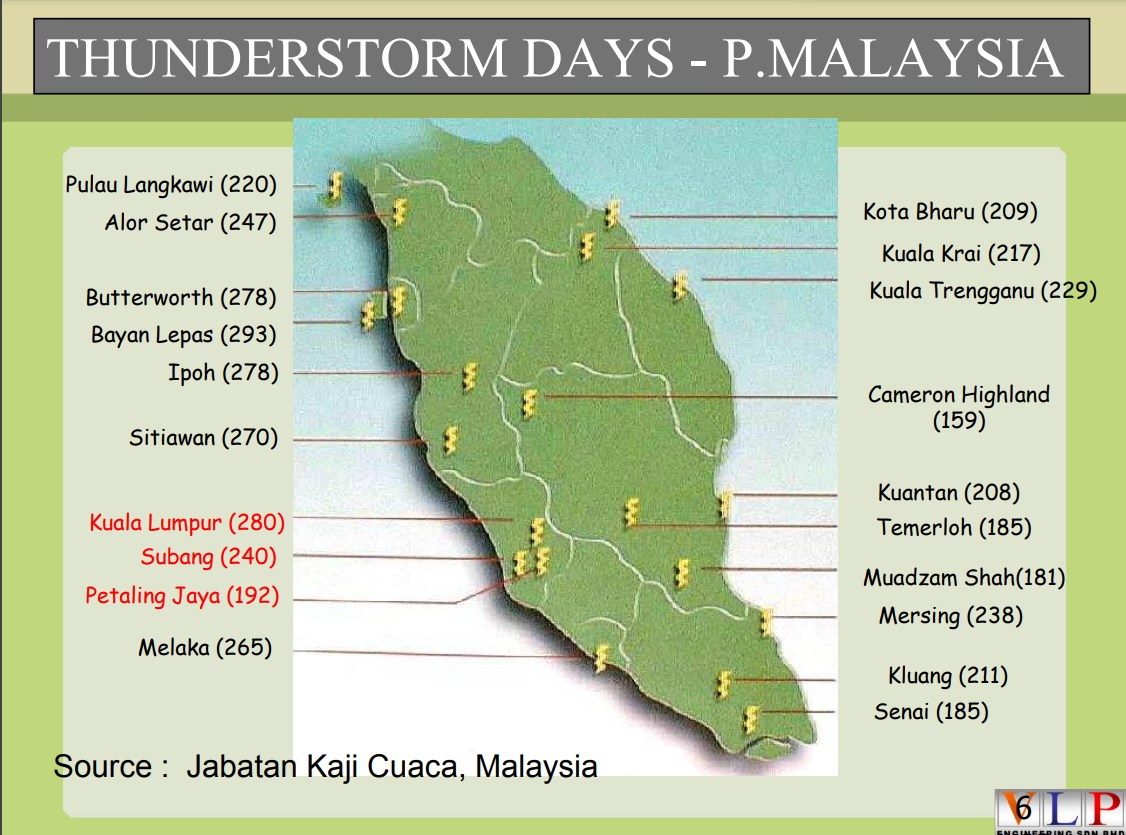 THUNDERSTORM DAYS - P.MALAYSIA
Pulau Langkawi (220)
Alor Setar (247)
Butterworth (278)
Bayan Lepas (293)
Ipoh (278)
Sitiawan (270)
Kuala Lumpur (280)
Subang (240)
Petaling Jaya (192)
Melaka (265)
Kota Bharu (209)
Kuala Krai (217)
Kuala Trengganu (229)
Cameron Highland
(159)
Kuantan (208)
Temerloh (185)
Muadzam Shah(181)
Mersing (238)
Kluang (211)
Senai (185)
Source : Jabatan Kaji Cuaca, Malaysia
6
VLP
ENGINEERING SDN BHD